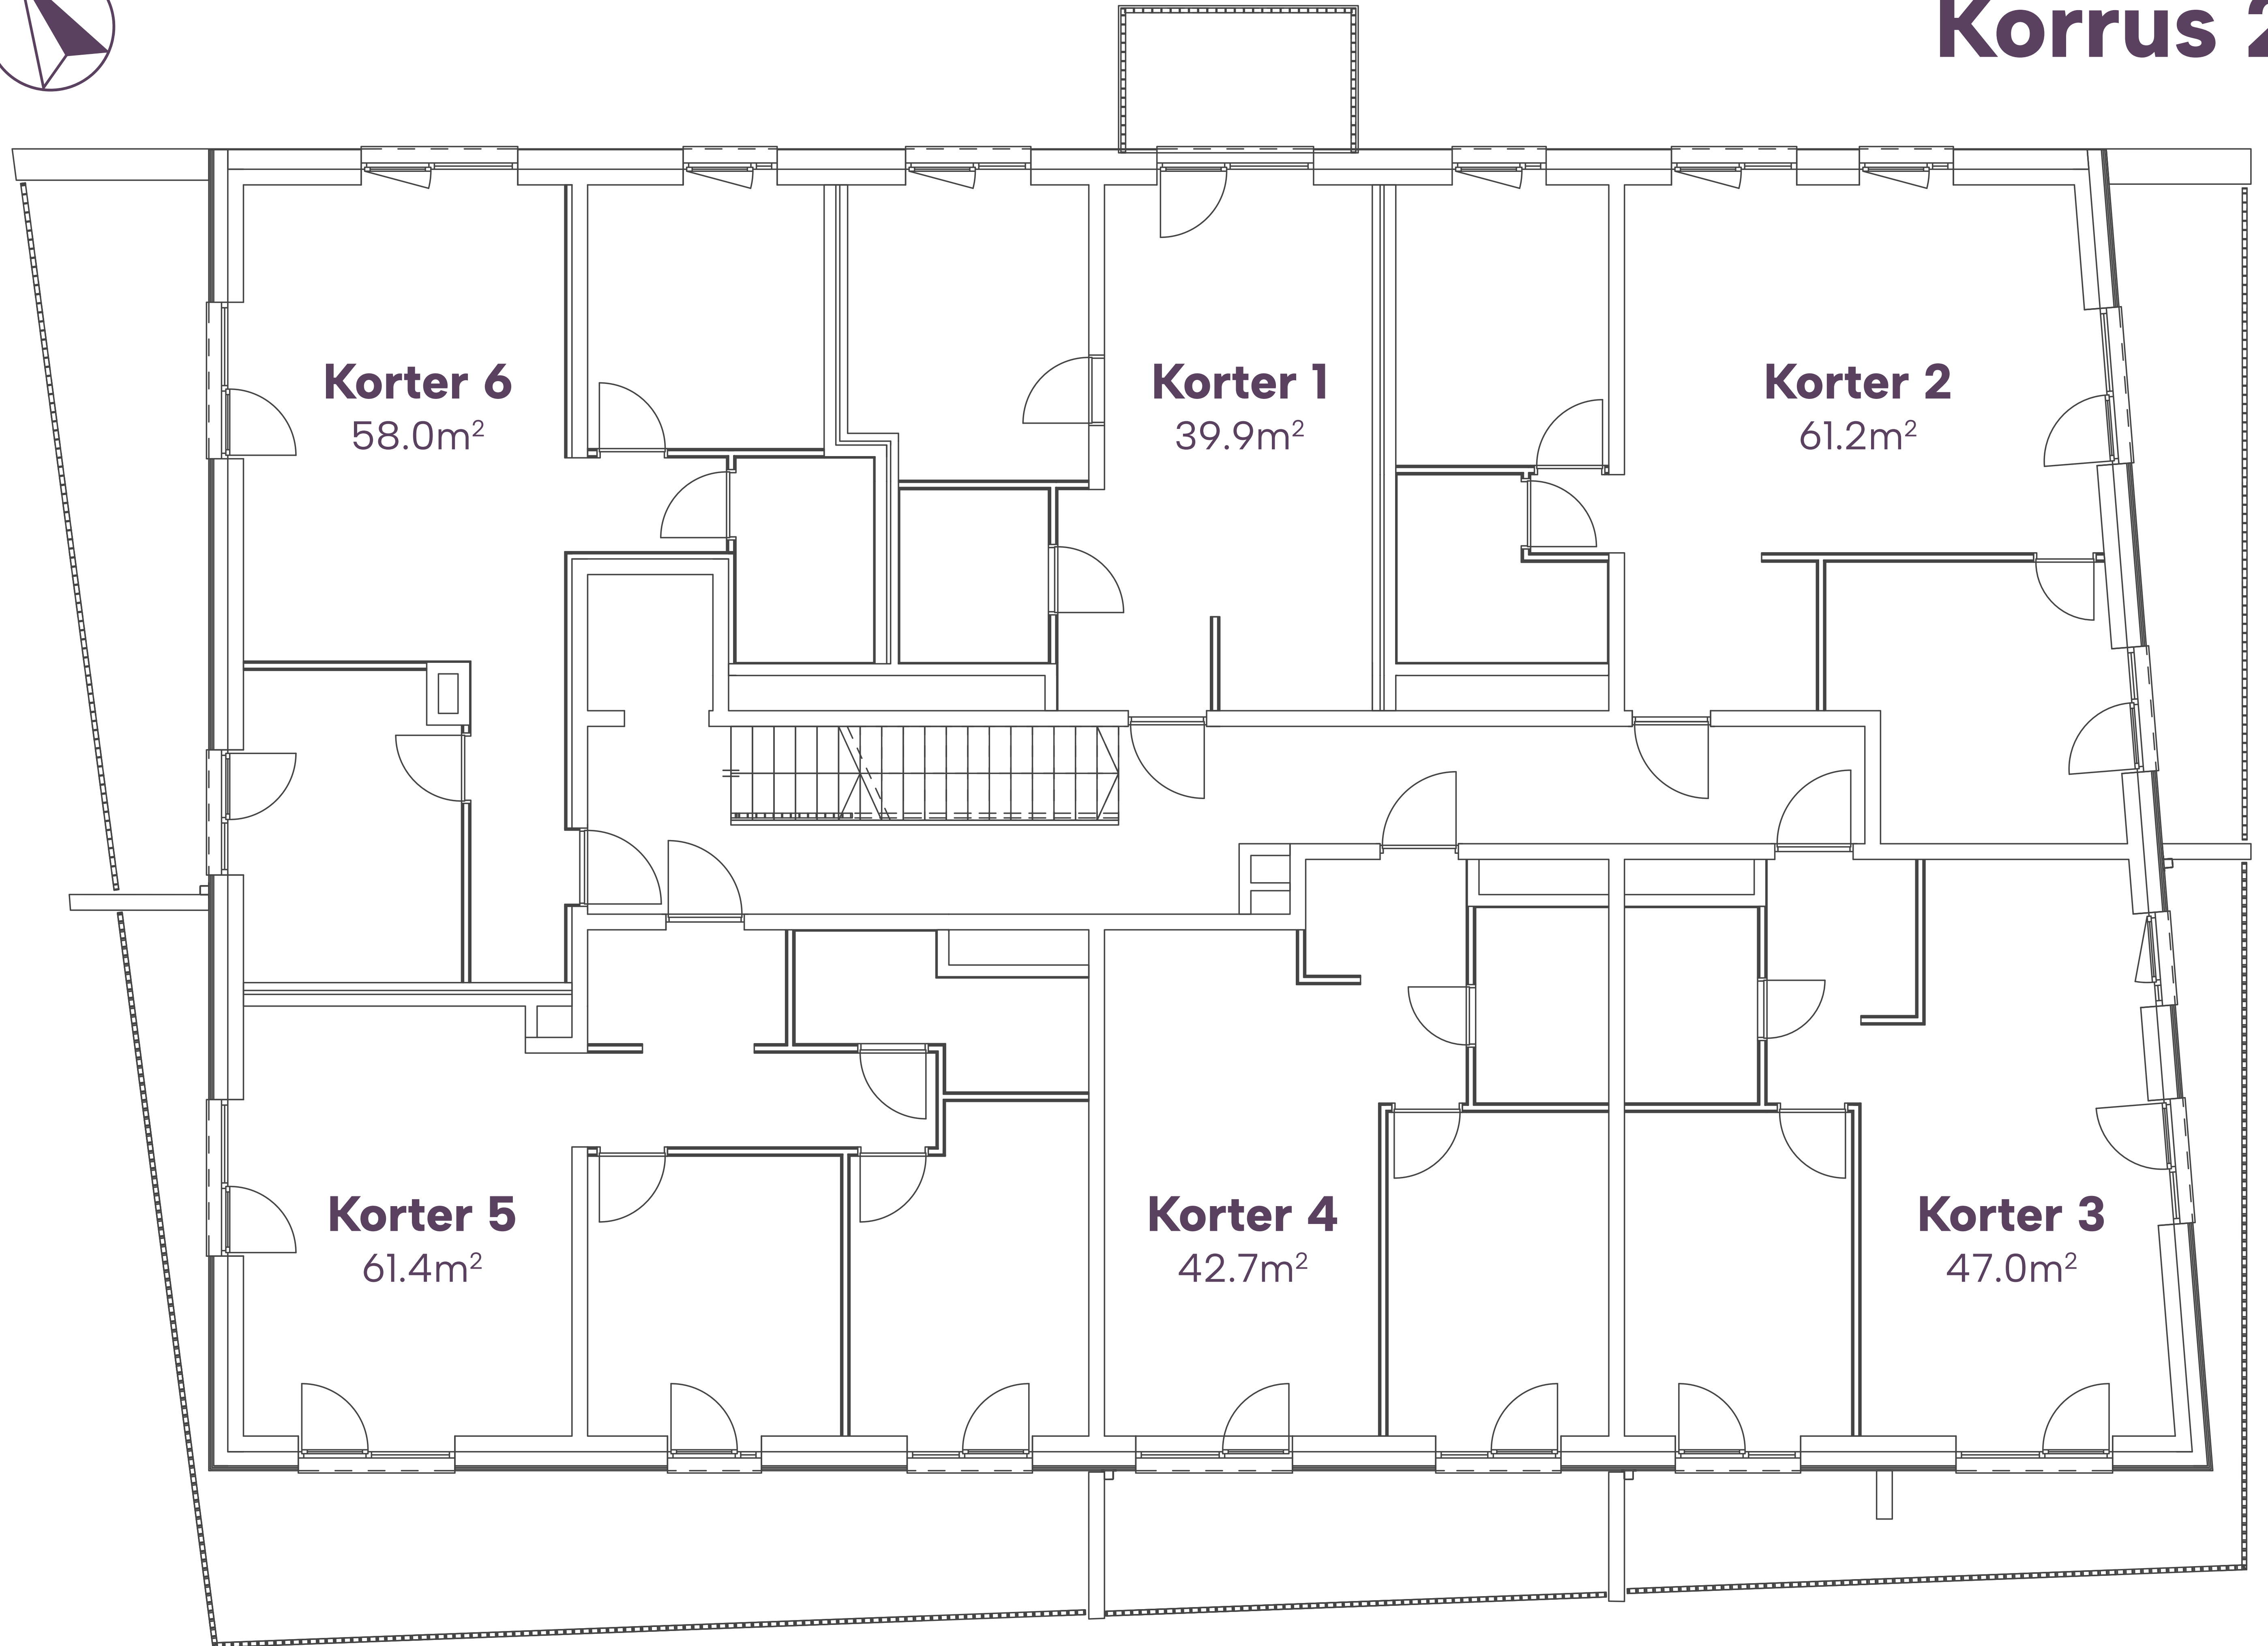 Korrus 2
Korter 6
58.0m²
Korter 1
39.9m²
Korter 2
61.2m²
Korter 5
61.4m²
Korter 4
42.7m²
Korter 3
47.0m²